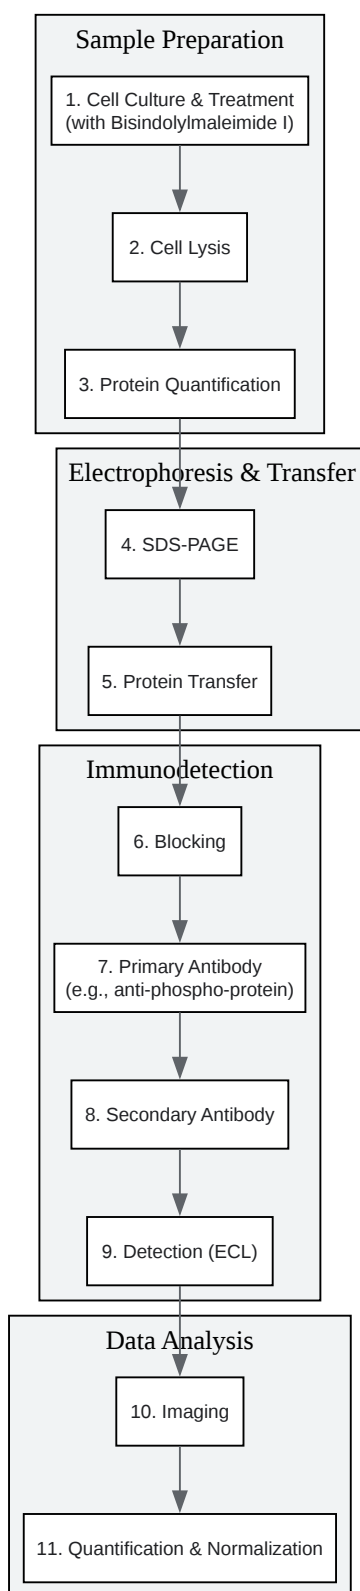 Sample Preparation
1. Cell Culture & Treatment
(with Bisindolylmaleimide I)
2. Cell Lysis
3. Protein Quantification
Electrophoresis & Transfer
4. SDS-PAGE
5. Protein Transfer
Immunodetection
6. Blocking
7. Primary Antibody
(e.g., anti-phospho-protein)
8. Secondary Antibody
9. Detection (ECL)
Data Analysis
10. Imaging
11. Quantification & Normalization